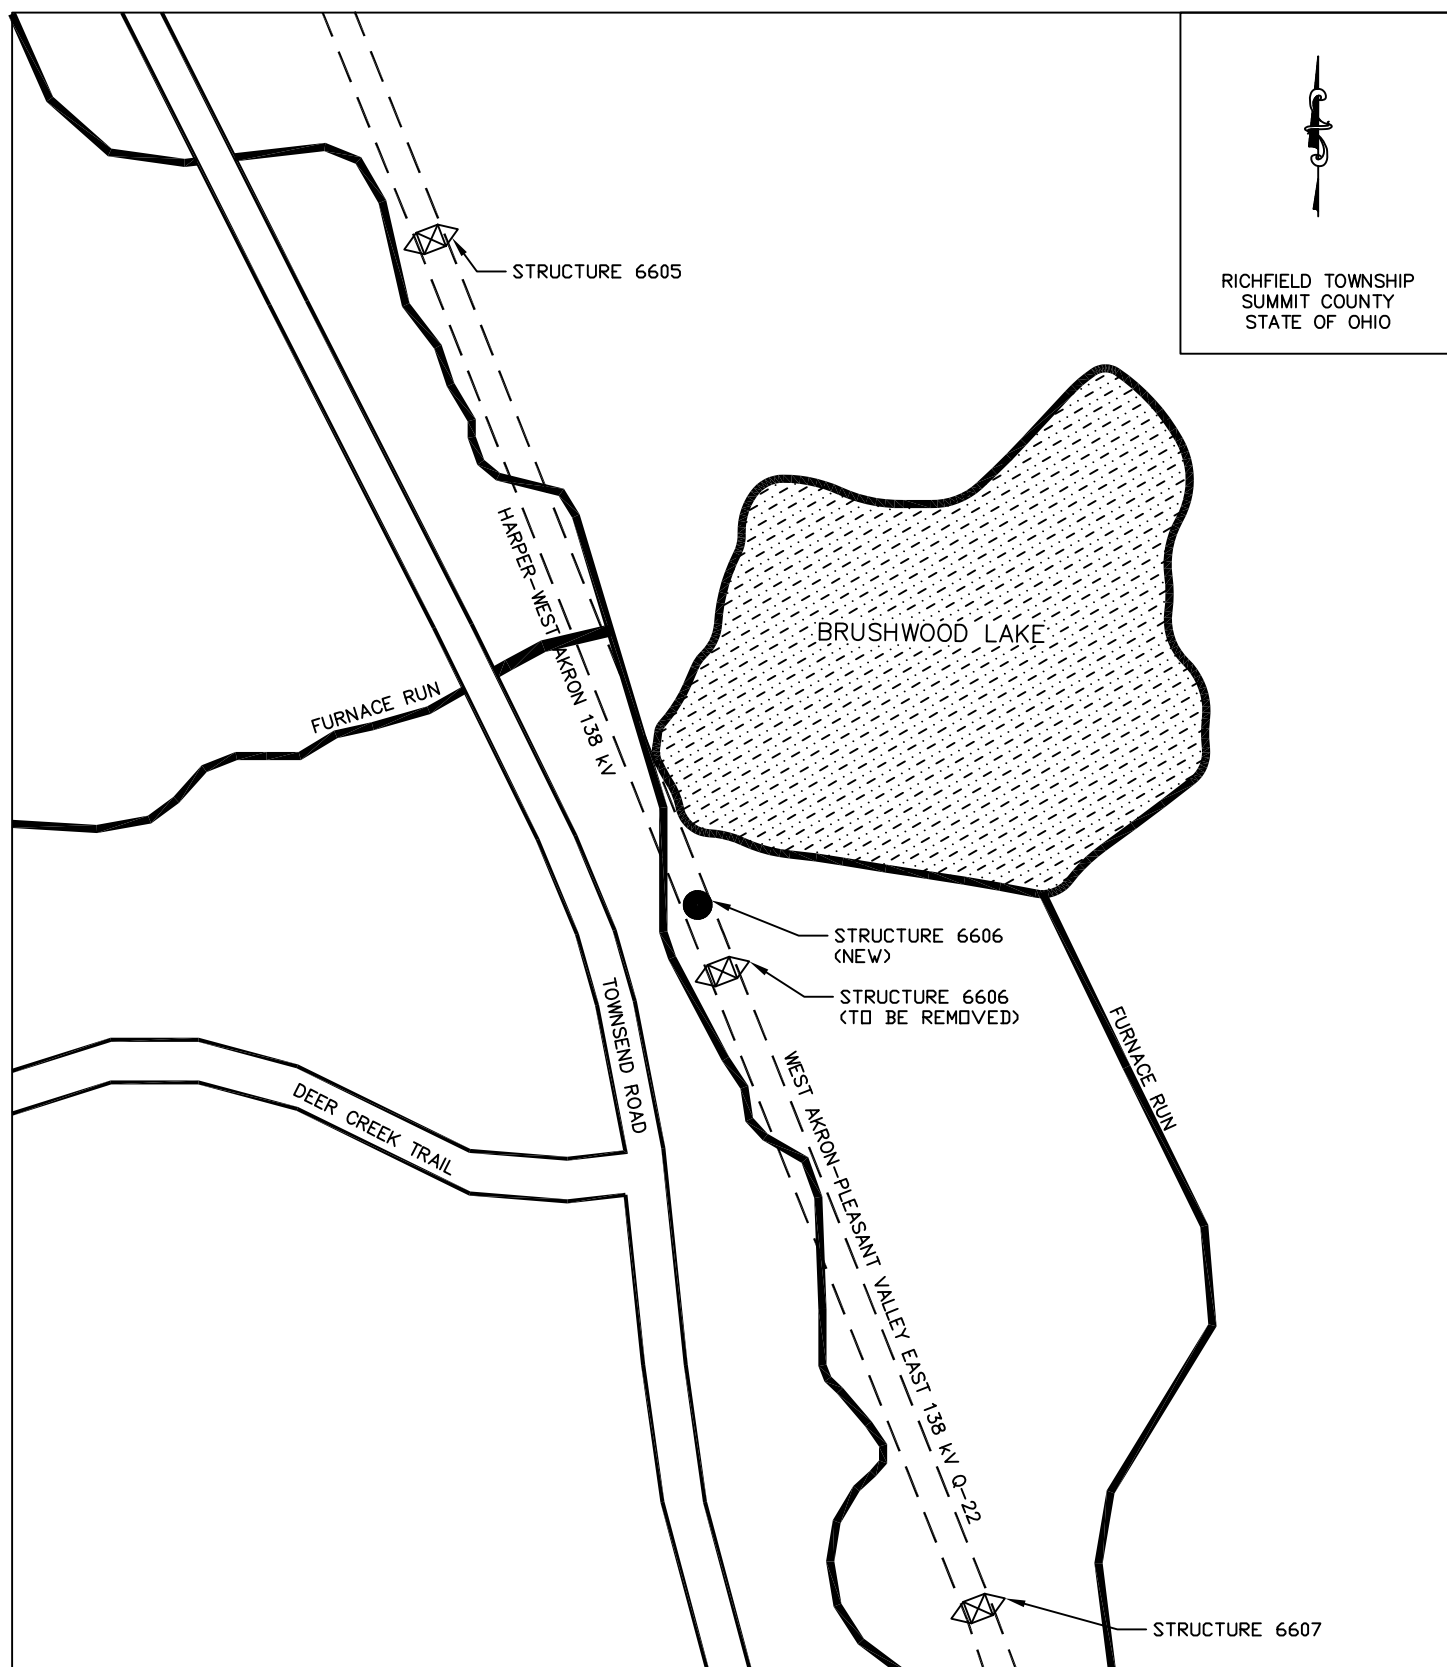 RICHFIELD TOWNSHIP
SUMMIT COUNTY
STATE OF OHIO
STRUCTURE 6605
HARPER-WEST AKRON 138 kV
BRUSHWOOD LAKE
FURNACE RUN
STRUCTURE 6606
(NEW)
STRUCTURE 6606
(TO BE REMOVED)
TOWNSEND ROAD
FURNACE RUN
DEER CREEK TRAIL
WEST AKRON-PLEASANT VALLEY EAST 138 kV Q-22
STRUCTURE 6607